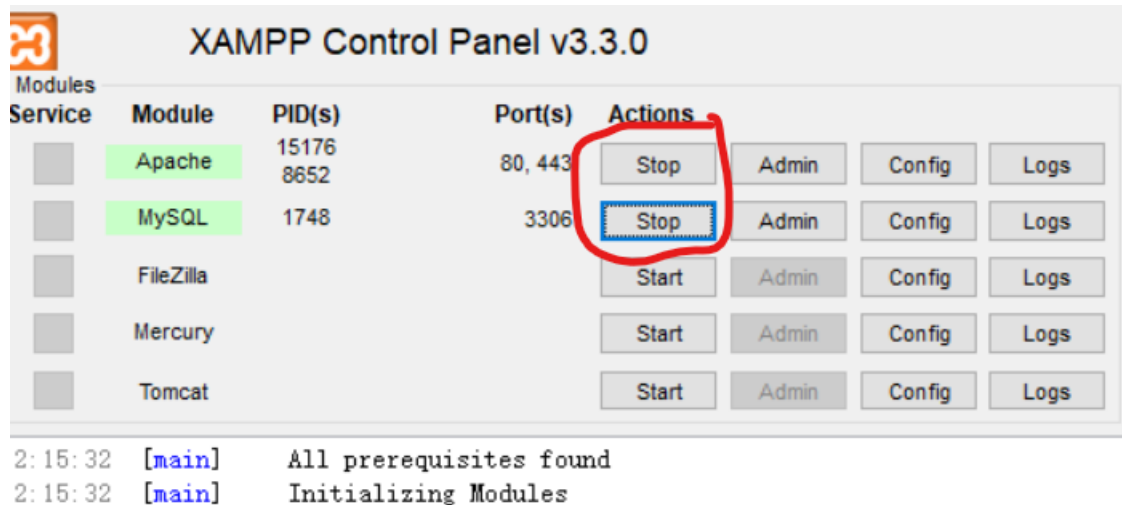 XAMPP Control Panel v3.3.0
Modules
Service Module PID(s) Port(s) Actions
Apache 15176 8652 80, 443 Stop Admin Config Logs
MySQL 1748 3306 Stop Admin Config Logs
FileZilla Start Admin Config Logs
Mercury Start Admin Config Logs
Tomcat Start Admin Config Logs
2:15:32 [main] All prerequisites found
2:15:32 [main] Initializing Modules